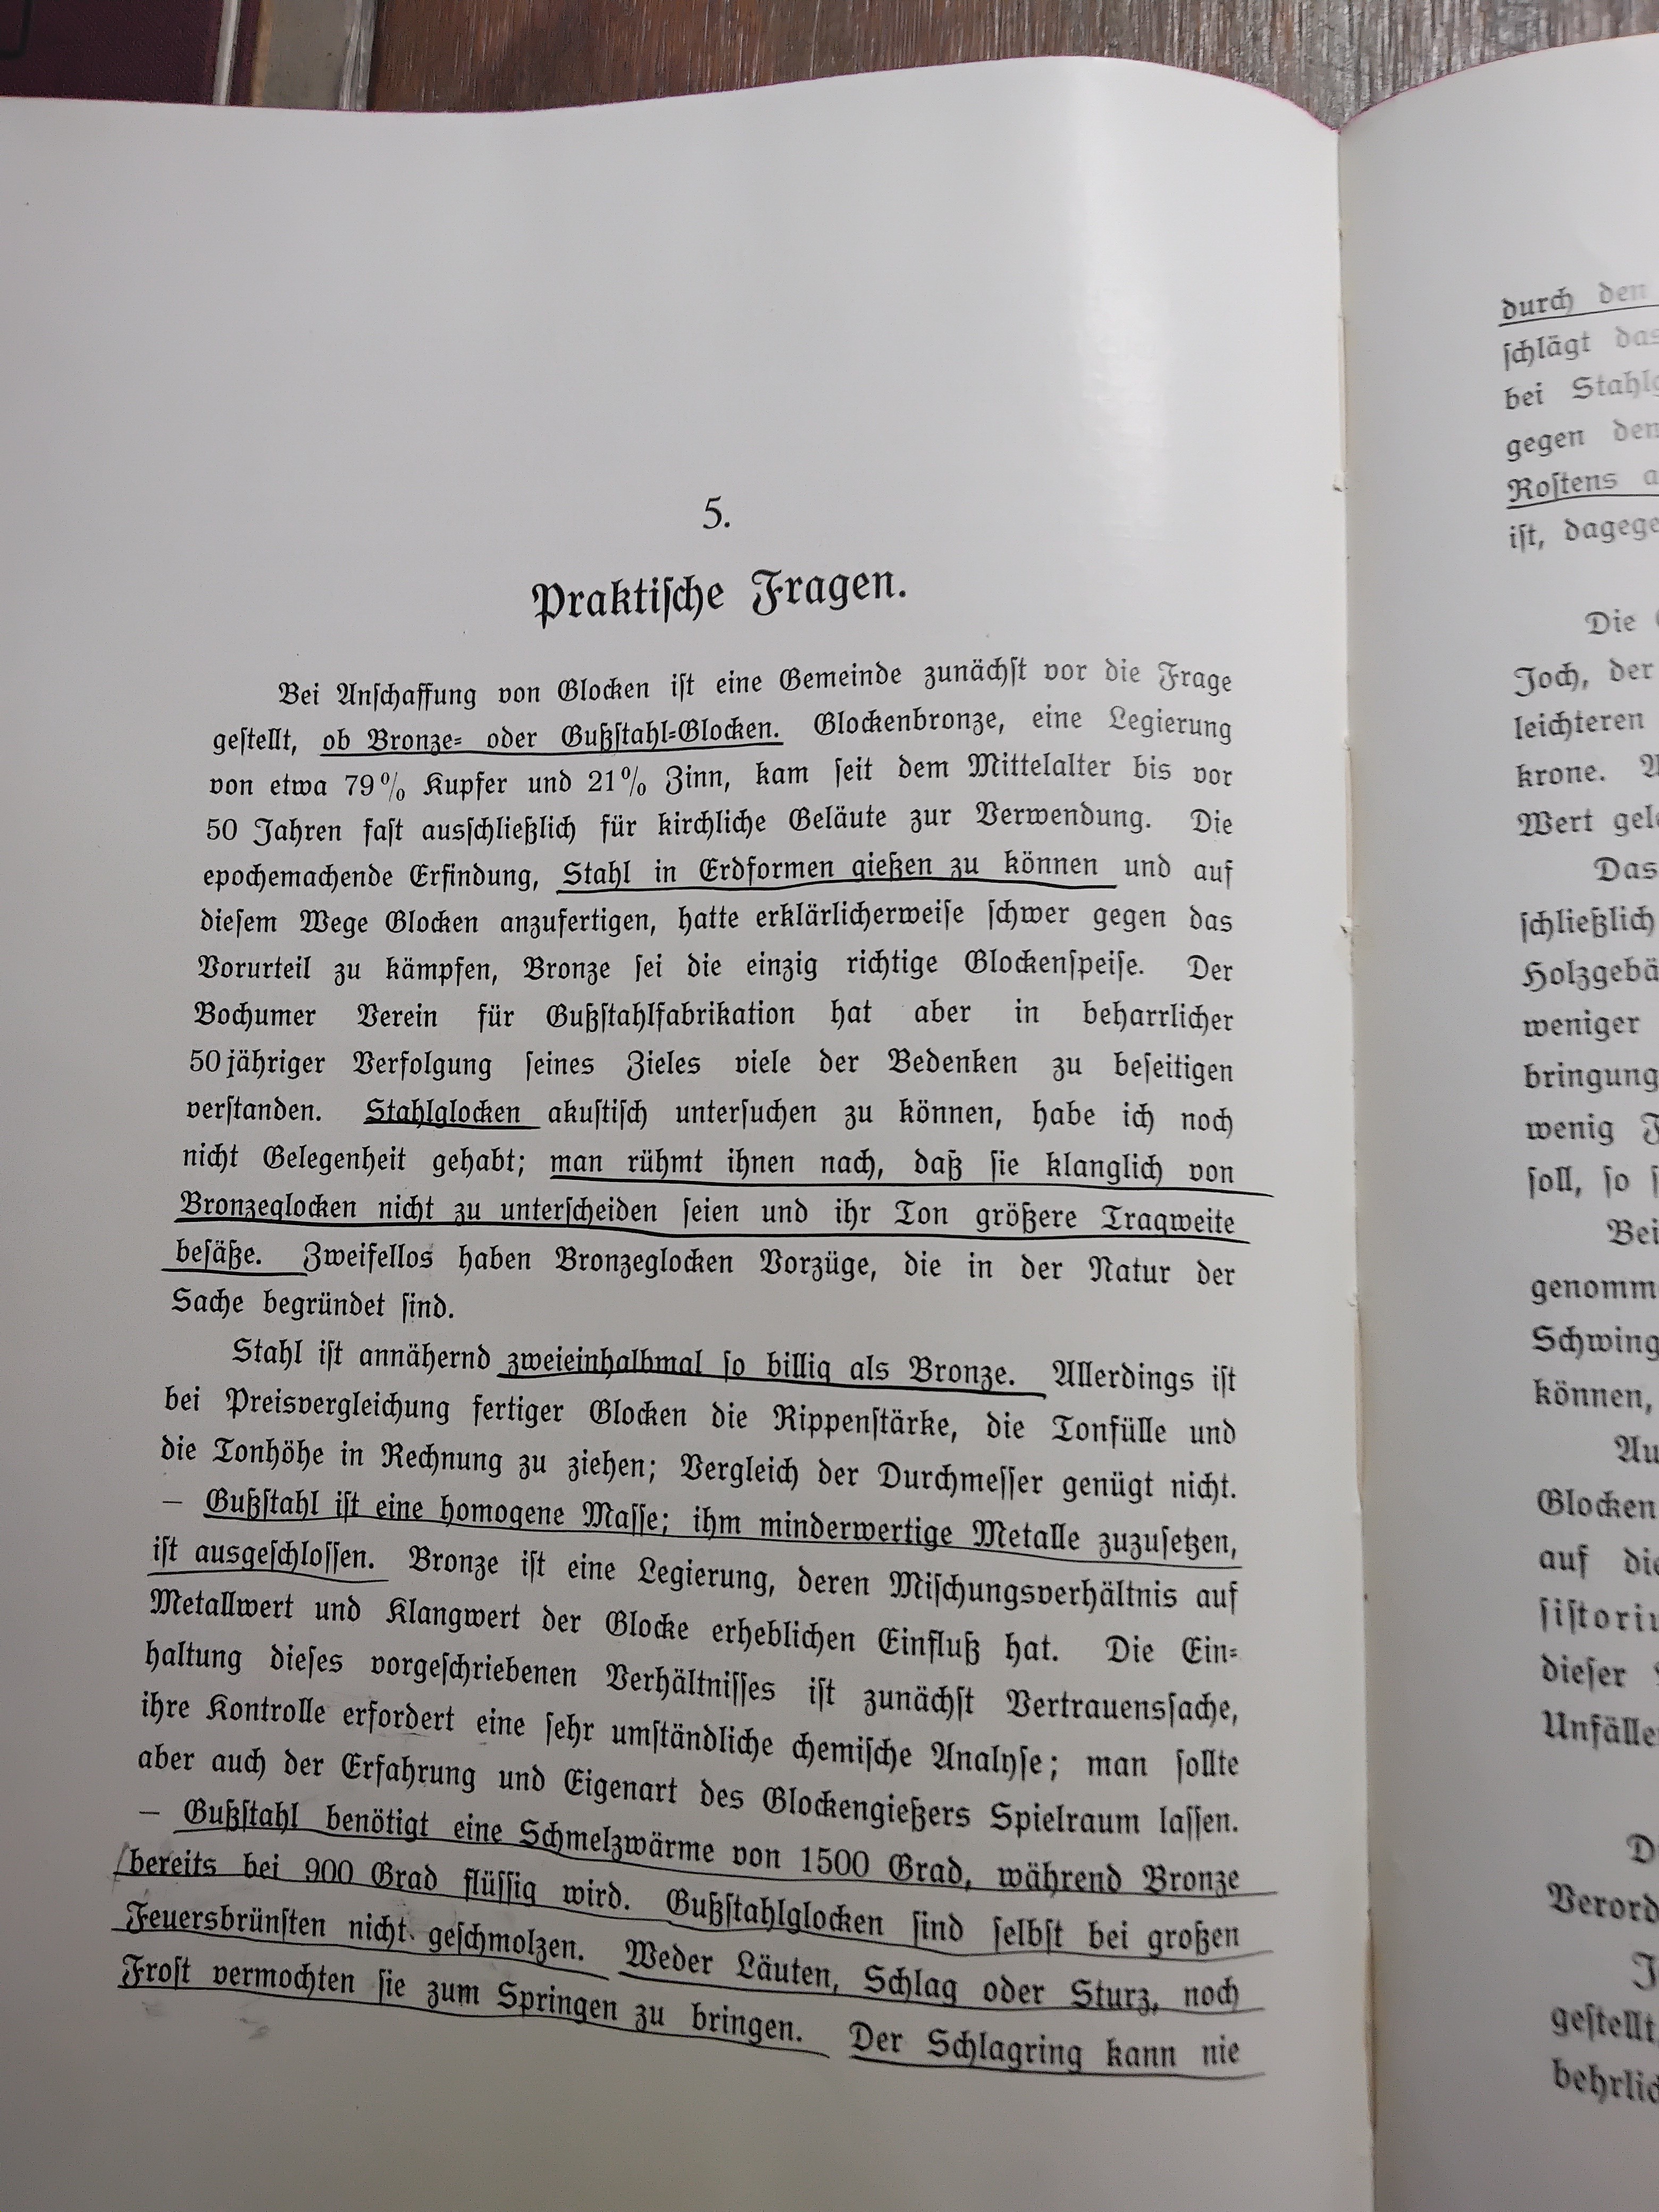 5.
Praktische Fragen.
Bei Anschaffung von Glocken ist eine Gemeinde zunächst vor die Frage
gestellt, ob Bronze- oder Gußstahl-Glocken. Glockenbronze, eine Legierung
von etwa 79% Kupfer und 21% Zinn, kam seit dem Mittelalter bis vor
50 Jahren fast ausschließlich für kirchliche Geläute zur Verwendung. Die
epochemachende Erfindung, Stahl in Erdformen gießen zu können und auf
diesem Wege Glocken anzufertigen, hatte erklärlicherweise schwer gegen das
Vorurteil zu kämpfen, Bronze sei die einzig richtige Glockenspeise. Der
Bochumer Verein für Gußstahlfabrikation hat aber in beharrlicher
50jähriger Verfolgung seines Zieles viele der Bedenken zu beseitigen
verstanden. Stahlglocken akustisch untersuchen zu können, habe ich noch
nicht Gelegenheit gehabt; man rühmt ihnen nach, daß sie klanglich von
Bronzeglocken nicht zu unterscheiden seien und ihr Ton größere Tragweite
besäße. Zweifellos haben Bronzeglocken Vorzüge, die in der Natur der
Sache begründet sind.
Stahl ist annähernd zweieinhalbmal so billig als Bronze. Allerdings ist
bei Preisvergleichung fertiger Glocken die Rippenstärke, die Tonfülle und
die Tonhöhe in Rechnung zu ziehen; Vergleich der Durchmesser genügt nicht.
— Gußstahl ist eine homogene Masse; ihm minderwertige Metalle zuzusetzen,
ist ausgeschlossen. Bronze ist eine Legierung, deren Mischungsverhältnis auf
Metallwert und Klangwert der Glocke erheblichen Einfluß hat. Die Ein-
haltung dieses vorgeschriebenen Verhältnisses ist zunächst Vertrauenssache,
ihre Kontrolle erfordert eine sehr umständliche chemische Analyse; man sollte
aber auch der Erfahrung und Eigenart des Glockengießers Spielraum lassen.
— Gußstahl benötigt eine Schmelzwärme von 1500 Grad, während Bronze
bereits bei 900 Grad flüssig wird. Gußstahlglocken sind selbst bei großen
Feuersbrünsten nicht geschmolzen. Weder Läuten, Schlag oder Sturz, noch
Frost vermochten sie zum Springen zu bringen. Der Schlagring kann nie
durch den
schlägt das
bei
gegen
Rostens
ist,
Die
Joch, der
leichteren
krone.
Wert
Das
schließlich
weniger
wenig
soll, so
Bei
können,
Glocken
auf
dieser